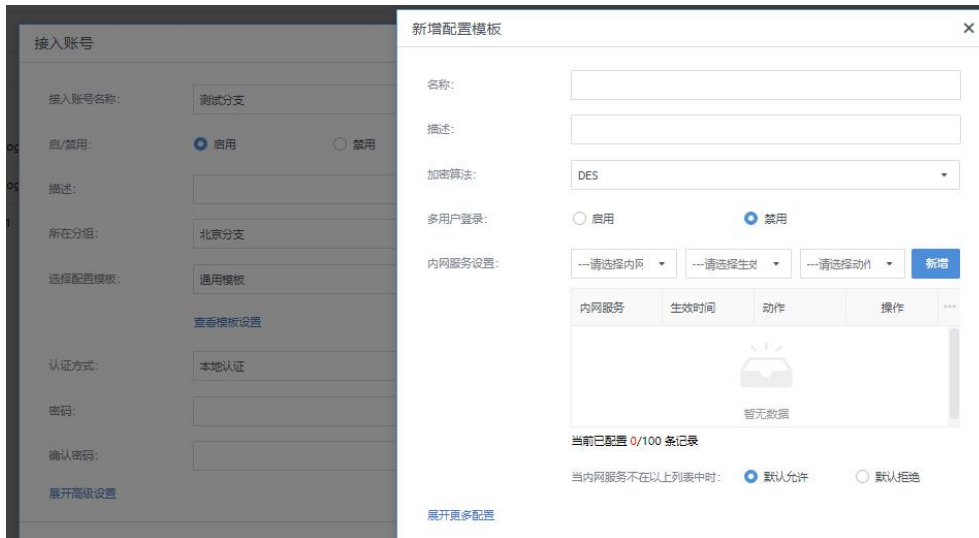 接入账号
接入账号名称:
测试分支
启/禁用:
启用
禁用
描述:
所在分组:
北京分支
选择配置模板:
通用模板
查看模板设置
认证方式:
本地认证
密码:
确认密码:
展开高级设置
新增配置模板
名称:
描述:
加密算法:
DES
多用户登录:
启用
禁用
内网服务设置:
---请选择内网
---请选择生效
---请选择动作
新增
内网服务 生效时间 动作 操作
暂无数据
当前已配置 0/100 条记录
当内网服务不在以上列表中时:
默认允许
默认拒绝
展开更多配置